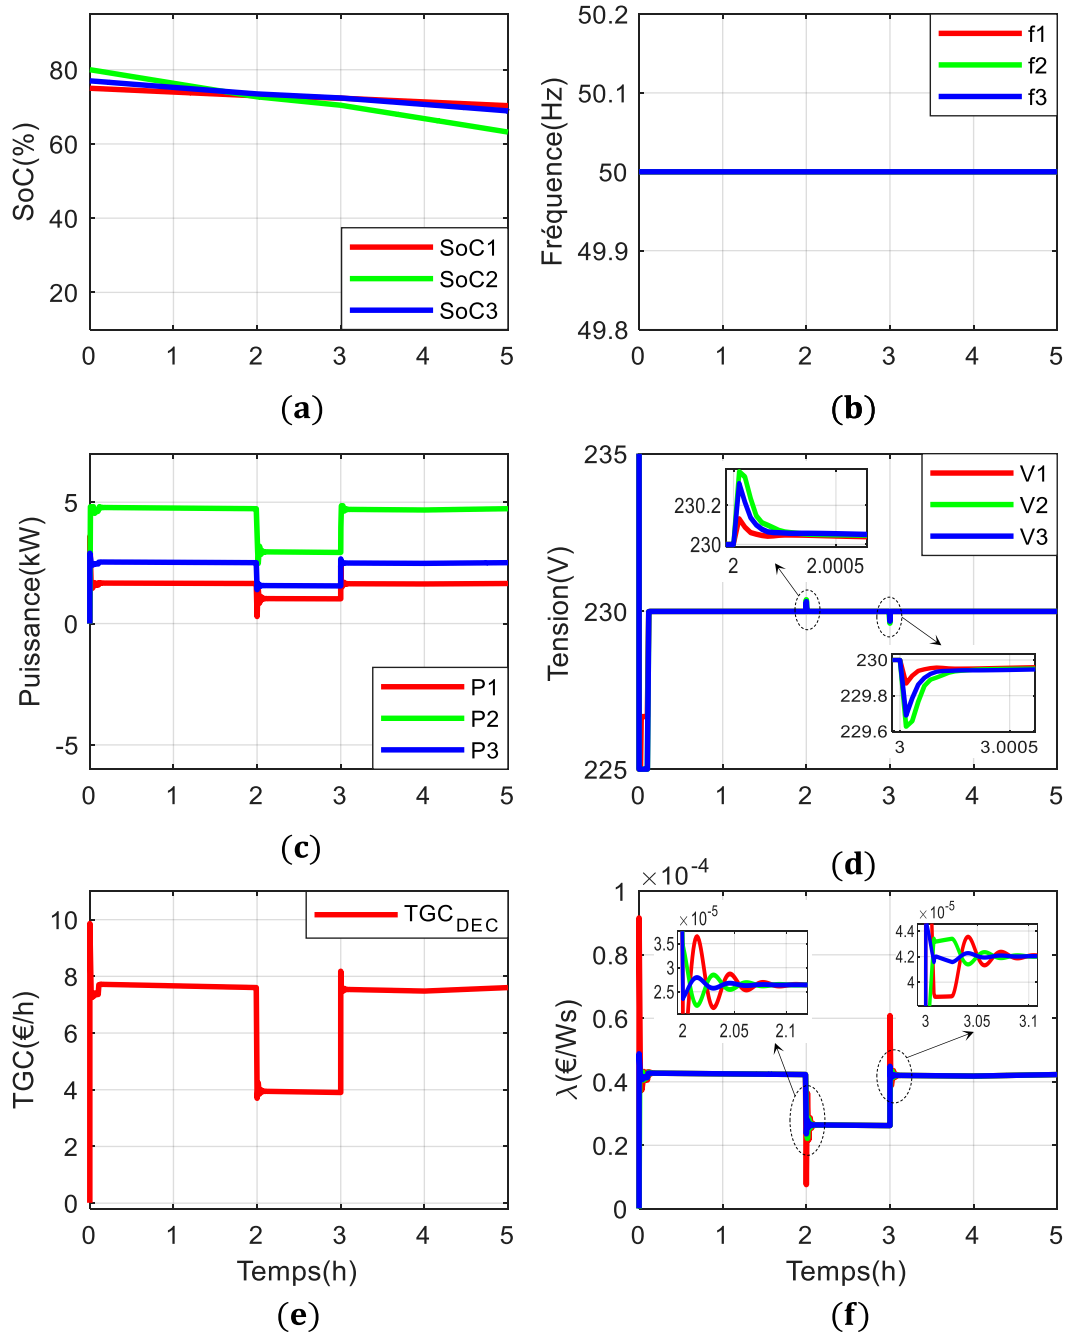 80
60
40
20
SoC(%)
SoC1
SoC2
SoC3
0 1 2 3 4 5
(a)
50.2
50.1
50
49.9
49.8
Fréquence(Hz)
f1
f2
f3
0 1 2 3 4 5
(b)
5
0
-5
Puissance(kW)
P1
P2
P3
0 1 2 3 4 5
(c)
235
230
225
Tension(V)
V1
V2
V3
230.2
230
2 2.0005
230
229.8
229.6
3 3.0005
0 1 2 3 4 5
(d)
10
8
6
4
2
0
TGC(€/h)
TGC_DEC
0 1 2 3 4 5
Temps(h)
(e)
×10^-4
1
0.8
0.6
0.4
0.2
0
λ(€/Ws)
×10^-5
3.5
3
2.5
2 2.05 2.1
×10^-5
4.4
4.2
4
3 3.05 3.1
0 1 2 3 4 5
Temps(h)
(f)